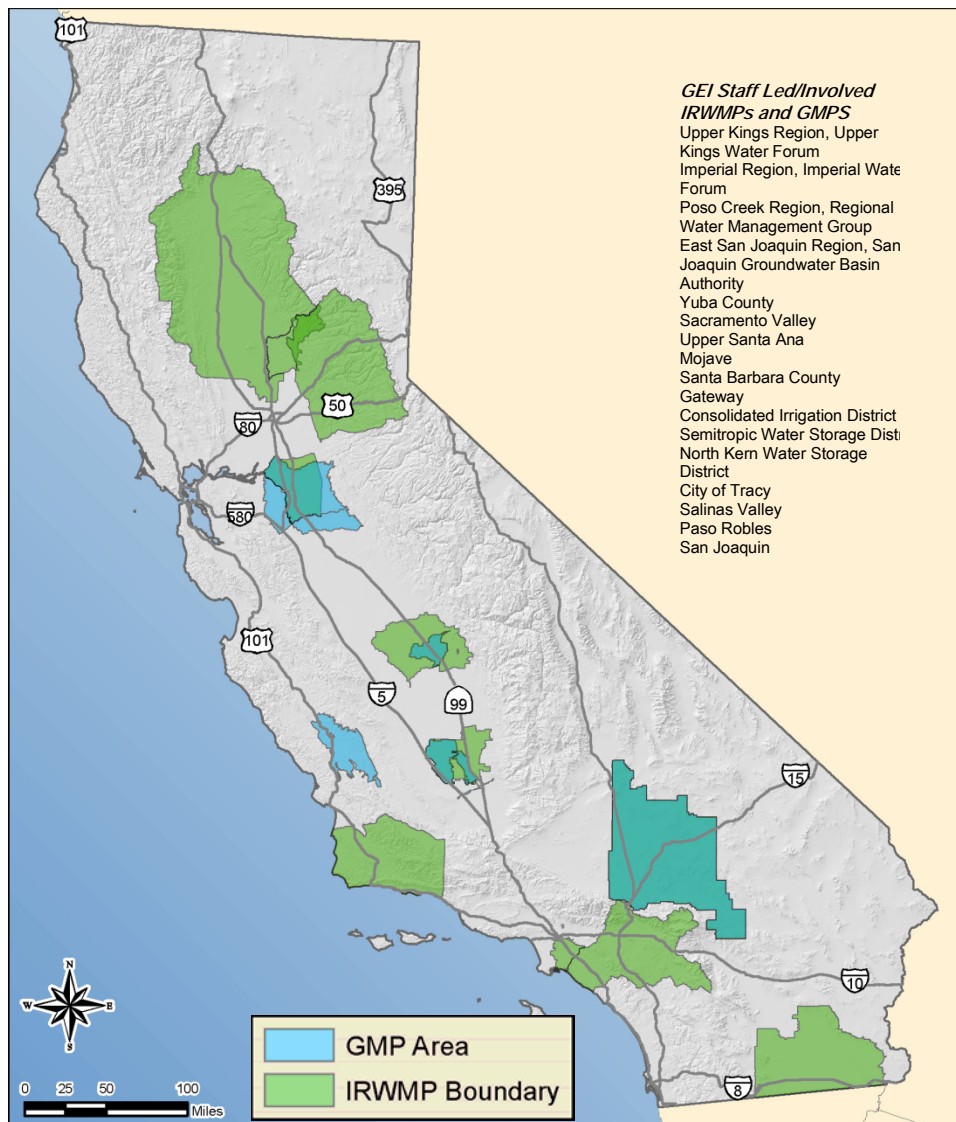 101
395
50
80
580
101
5
99
15
10
8
GEI Staff Led/Involved
IRWMPs and GMPS
Upper Kings Region, Upper
Kings Water Forum
Imperial Region, Imperial Wate
Forum
Poso Creek Region, Regional
Water Management Group
East San Joaquin Region, San
Joaquin Groundwater Basin
Authority
Yuba County
Sacramento Valley
Upper Santa Ana
Mojave
Santa Barbara County
Gateway
Consolidated Irrigation District
Semitropic Water Storage Distr
North Kern Water Storage
District
City of Tracy
Salinas Valley
Paso Robles
San Joaquin
N
W E
S
0 25 50 100
Miles
GMP Area
IRWMP Boundary